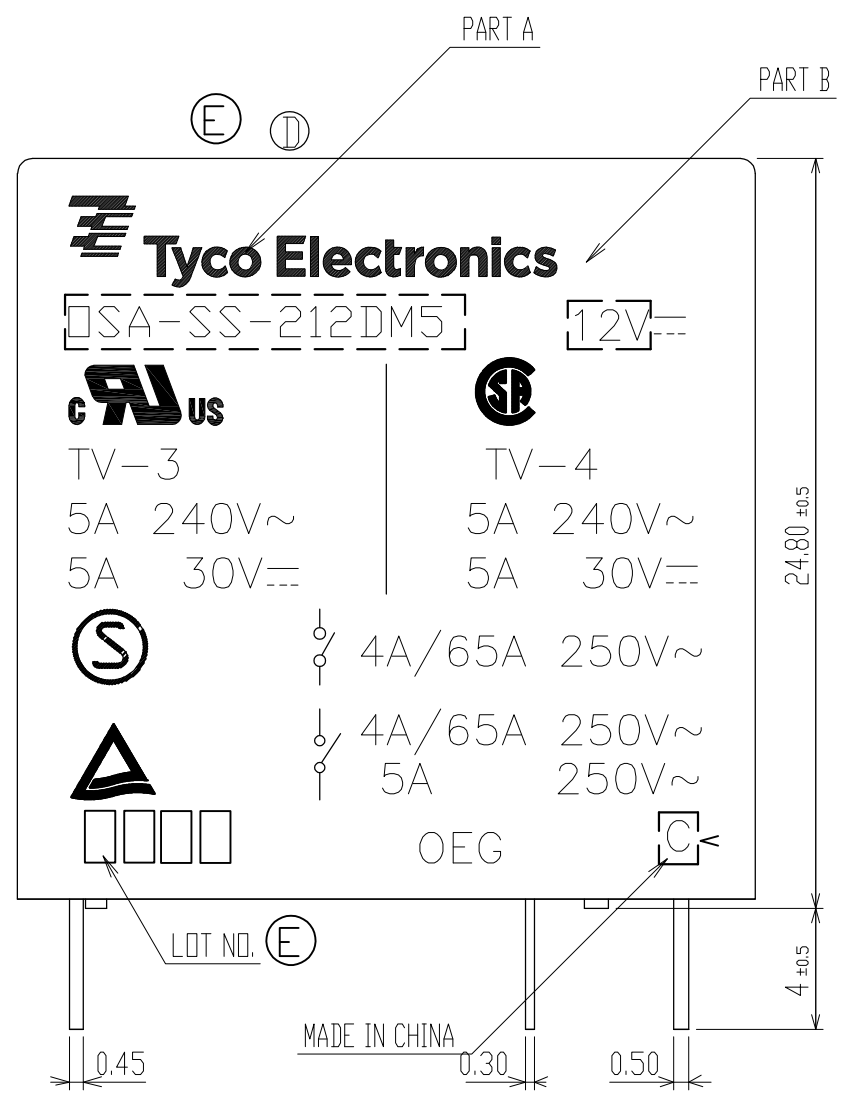 PART A
PART B
E D
Tyco Electronics
OSA-SS-212DM5 12V
c RU US SA
TV-3 TV-4
5A 240V~ 5A 240V~
5A 30V 5A 30V
24.80 ±0.5
S 4A/65A 250V~
4A/65A 250V~
5A 250V~
OEG C <
LOT NO. E
4 ±0.5
MADE IN CHINA
0.45 0.30 0.50